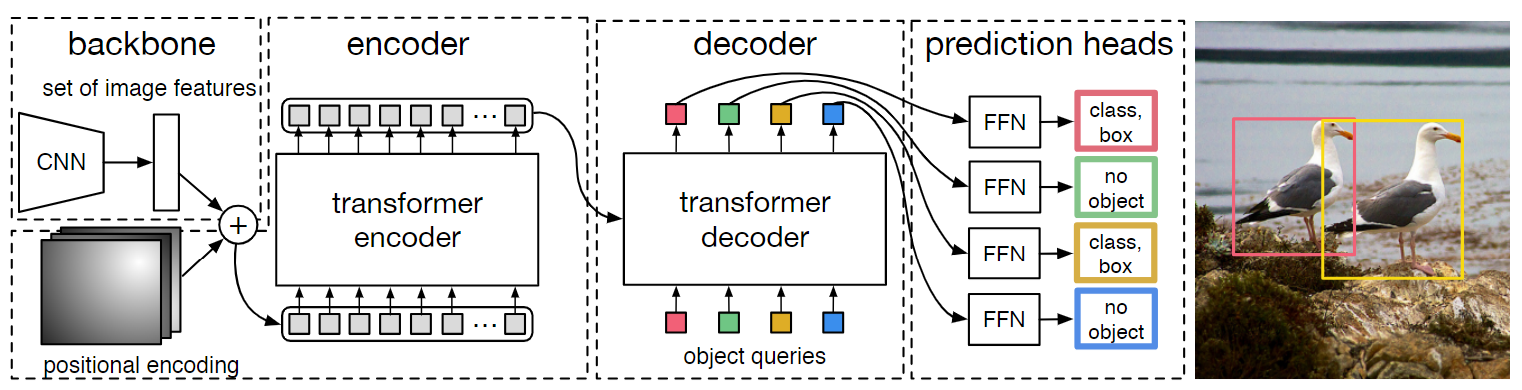 backbone
set of image features
CNN
+
positional encoding
encoder
...
transformer
encoder
...
decoder
transformer
decoder
object queries
prediction heads
FFN
class,
box
FFN
no
object
FFN
class,
box
FFN
no
object